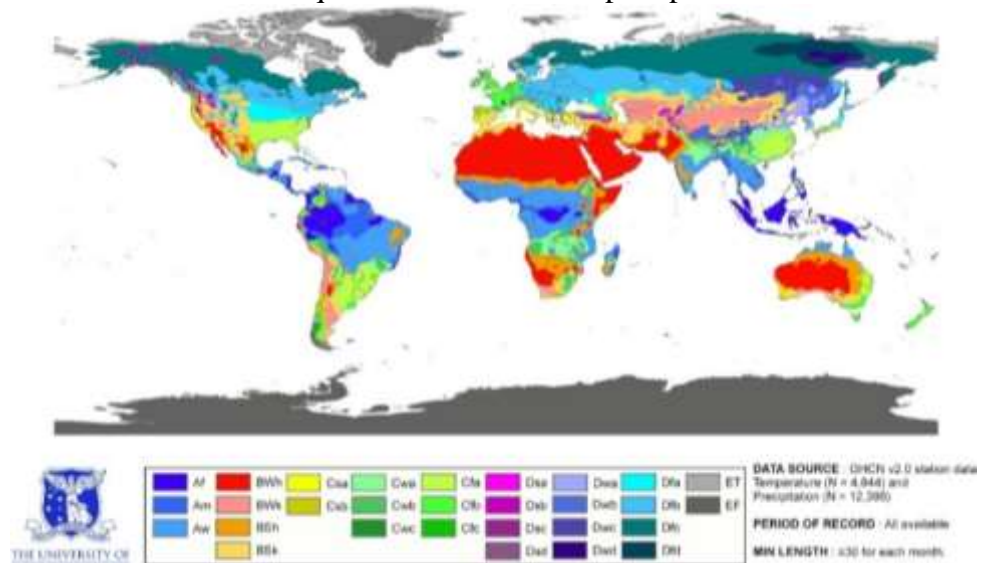 Af BWh Csa Cwa Cfa Dsa Dwa Dfa ET
Am BWk Csb Cwb Cfb Dsb Dwb Dfb EF
Aw BSh Cwc Cfc Dsc Dwc Dfc
BSk Dsd Dwd Dfd
THE UNIVERSITY OF
DATA SOURCE : GHCN v2.0 station data
Temperature (N = 4,844) and
Precipitation (N = 12,396)
PERIOD OF RECORD : All available
MIN LENGTH : ≥30 for each month.